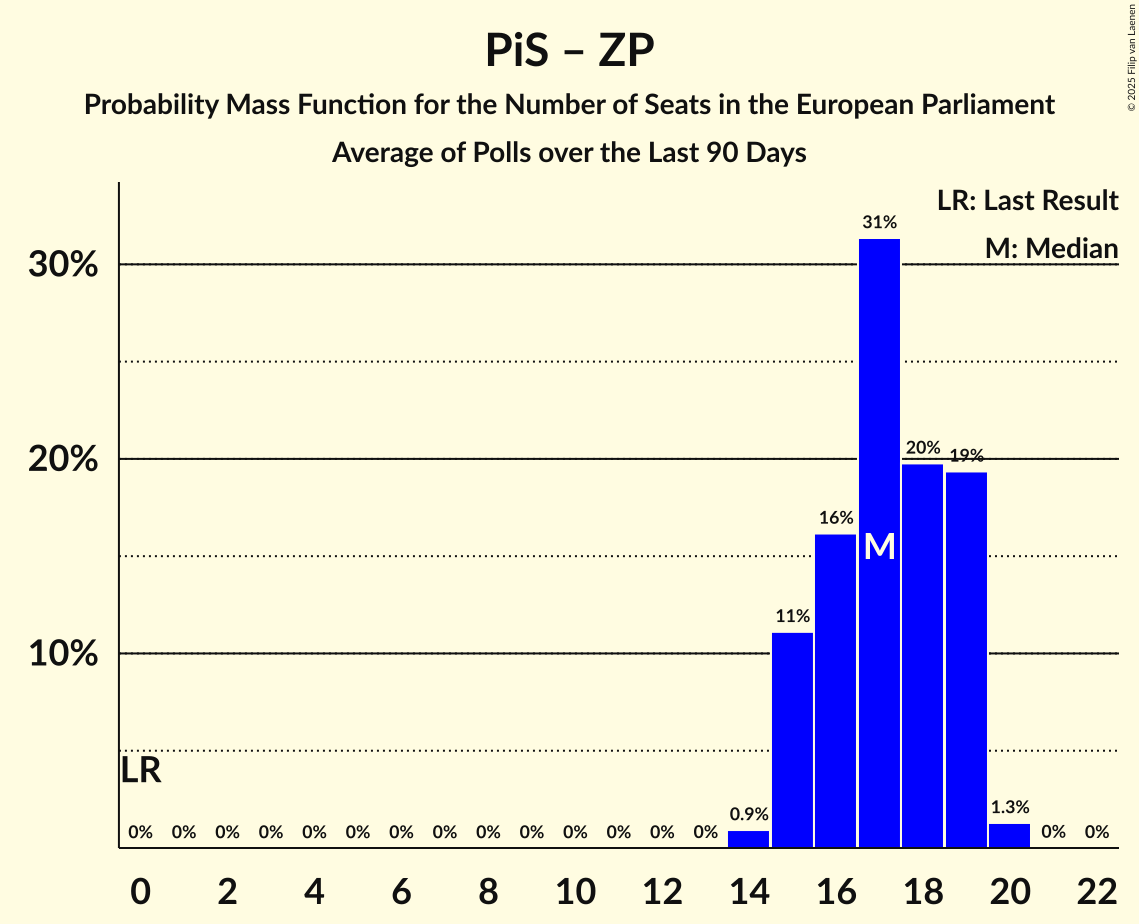 PiS – ZP
Probability Mass Function for the Number of Seats in the European Parliament
Average of Polls over the Last 90 Days
© 2025 Filip van Laenen
LR: Last Result
M: Median
30%
20%
10%
31%
20%
19%
16%
M
11%
LR
0% 0% 0% 0% 0% 0% 0% 0% 0% 0% 0% 0% 0% 0% 0.9% 1.3% 0% 0%
0 2 4 6 8 10 12 14 16 18 20 22